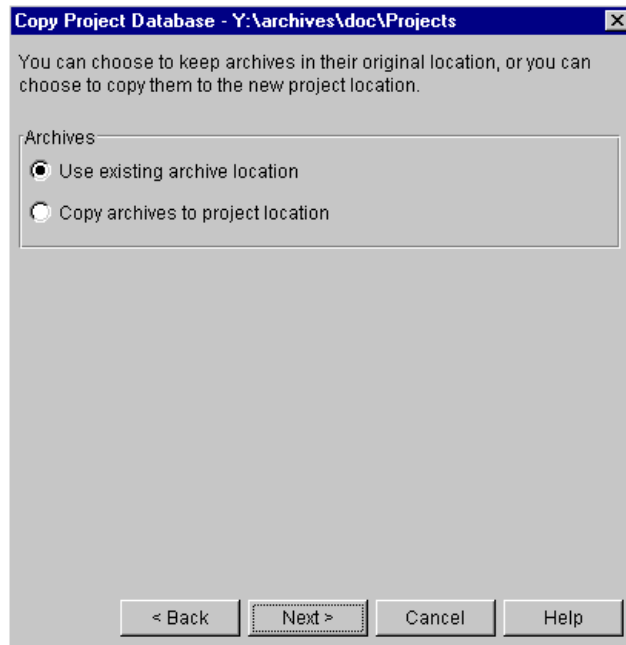 Copy Project Database - Y:\archives\doc\Projects
You can choose to keep archives in their original location, or you can
choose to copy them to the new project location.
Archives
Use existing archive location
Copy archives to project location
< Back Next > Cancel Help